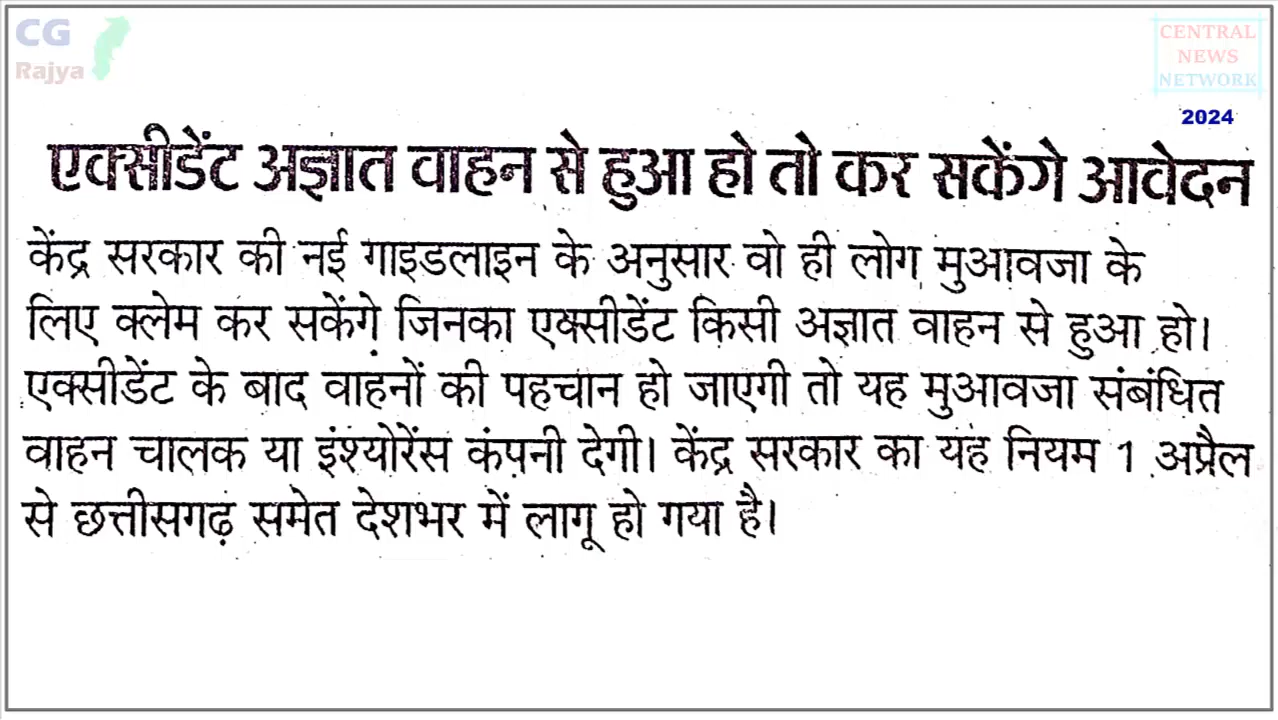 CG
Rajya
CENTRAL
NEWS
NETWORK
2024
एक्सीडेंट अज्ञात वाहन से हुआ हो तो कर सकेंगे आवेदन
केंद्र सरकार की नई गाइडलाइन के अनुसार वो ही लोग मुआवजा के
लिए क्लेम कर सकेंगे जिनका एक्सीडेंट किसी अज्ञात वाहन से हुआ हो।
एक्सीडेंट के बाद वाहनों की पहचान हो जाएगी तो यह मुआवजा संबंधित
वाहन चालक या इंश्योरेंस कंपनी देगी। केंद्र सरकार का यह नियम 1 अप्रैल
से छत्तीसगढ़ समेत देशभर में लागू हो गया है।